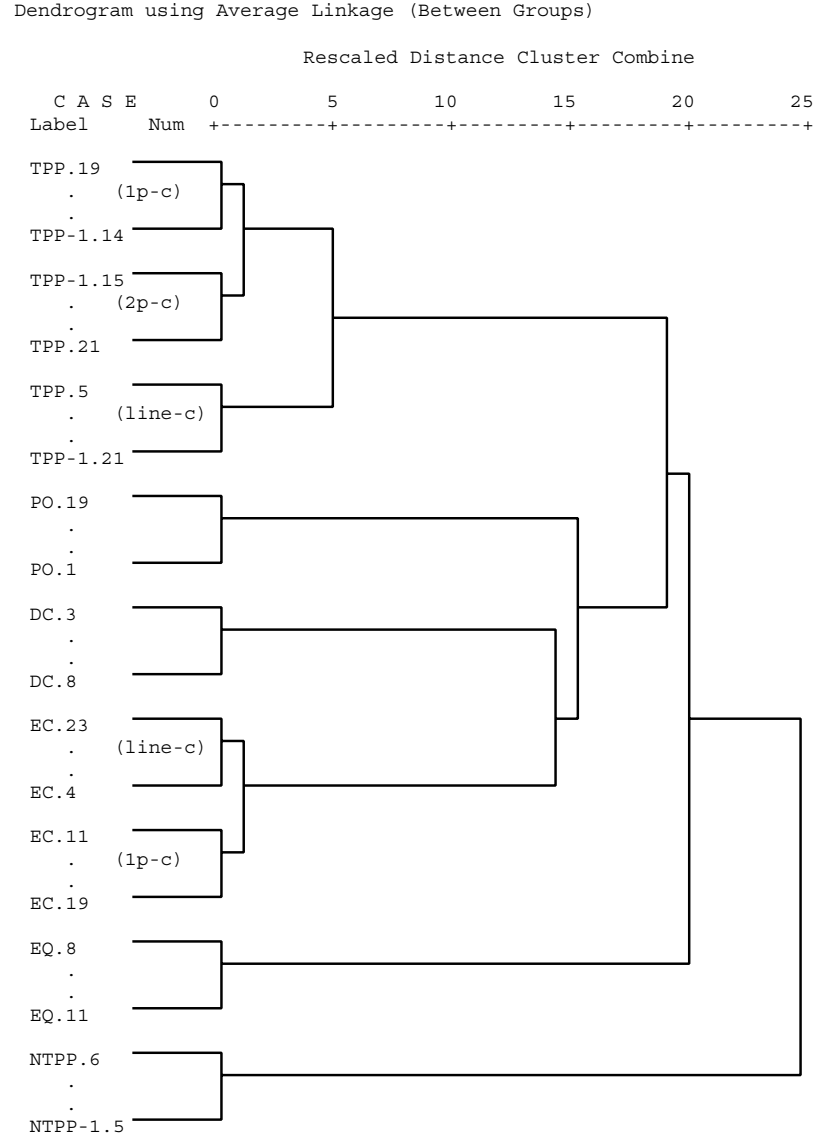 Dendrogram using Average Linkage (Between Groups)
Rescaled Distance Cluster Combine
C A S E 0 5 10 15 20 25
Label Num +---------+---------+---------+---------+---------+
TPP.19
. (1p-c)
.
TPP-1.14
TPP-1.15
. (2p-c)
.
TPP.21
TPP.5
. (line-c)
.
TPP-1.21
PO.19
.
.
PO.1
DC.3
.
.
DC.8
EC.23
. (line-c)
.
EC.4
EC.11
. (1p-c)
.
EC.19
EQ.8
.
.
EQ.11
NTPP.6
.
.
NTPP-1.5